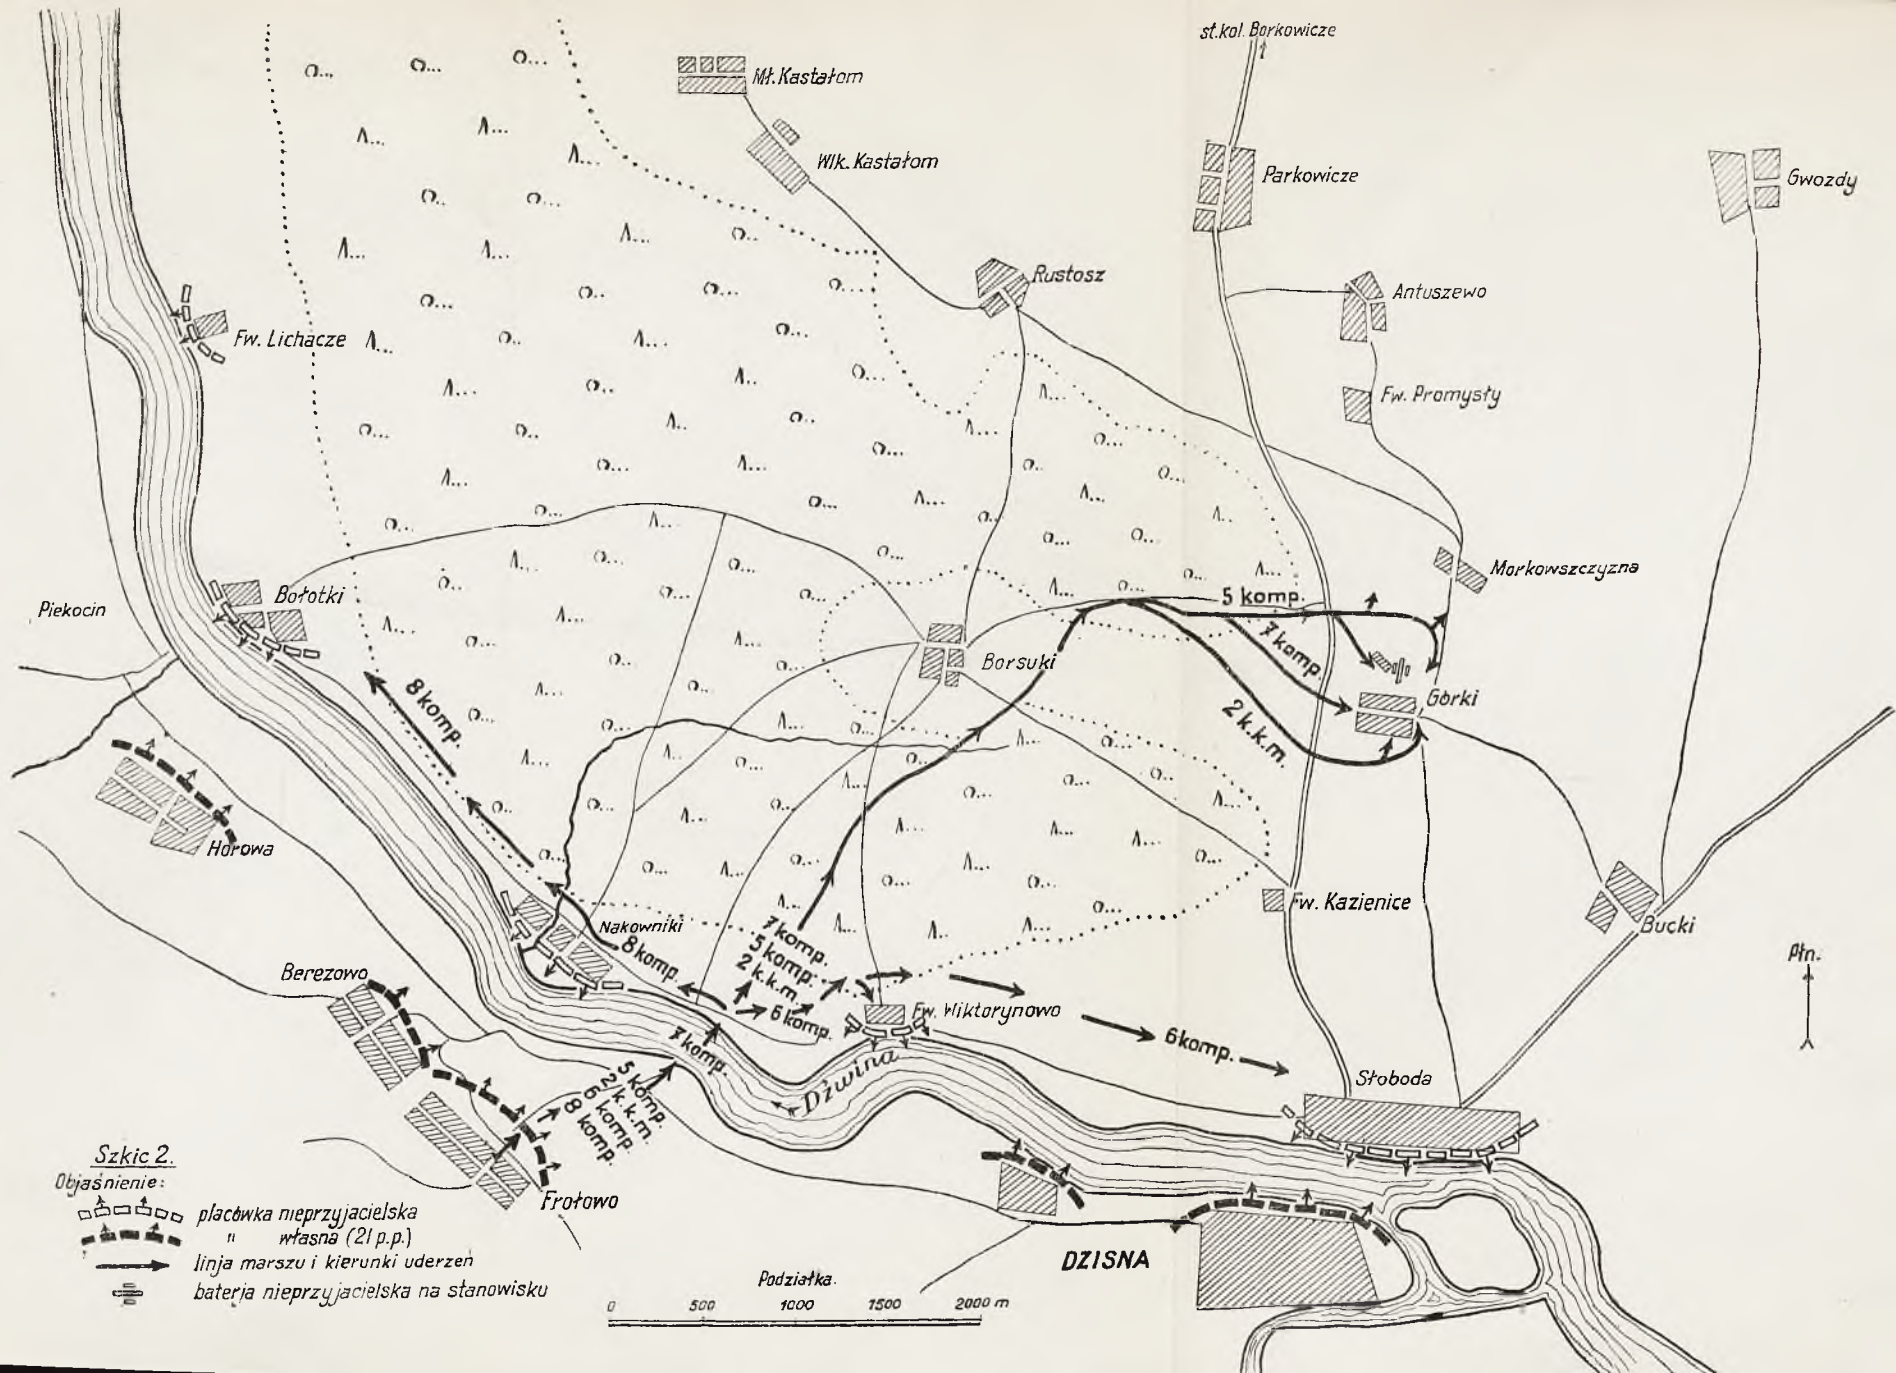 st.kol. Borkowicze
Mł. Kastałom
Wlk. Kastałom
Parkowicze
Gwozdy
Rustosz
Antuszewo
Fw. Lichacze
Fw. Promysły
Morkowszczyzna
Bołotki
Piekocin
5 komp.
7 komp.
Borsuki
Górki
8 komp.
2 k.k.m.
Horowa
Fw. Kazienice
Bucki
Nakowniki
8 komp.
7 komp.
5 komp.
2 k.k.m.
6 komp.
Płn.
Berezowo
Fw. Wiktorynowo
7 komp.
6 komp.
Dźwina
Słoboda
5 komp.
2/k.k.m.
6 komp.
8 komp.
Frołowo
DZISNA
Szkic 2.
Objaśnienie:
placówka nieprzyjacielska
" własna (21 p.p.)
linja marszu i kierunki uderzeń
baterja nieprzyjacielska na stanowisku
Podziałka.
0 500 1000 1500 2000 m